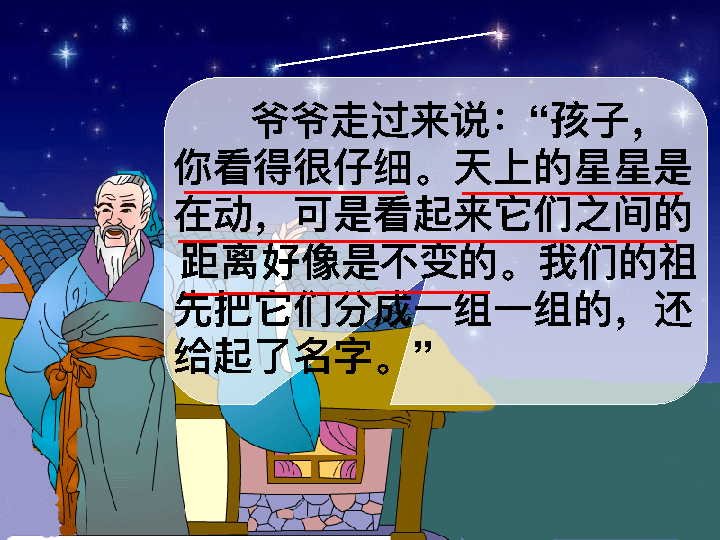 爷爷走过来说：“孩子，
你看得很仔细。天上的星星是
在动，可是看起来它们之间的
距离好像是不变的。我们的祖
先把它们分成一组一组的，还
给起了名字。”